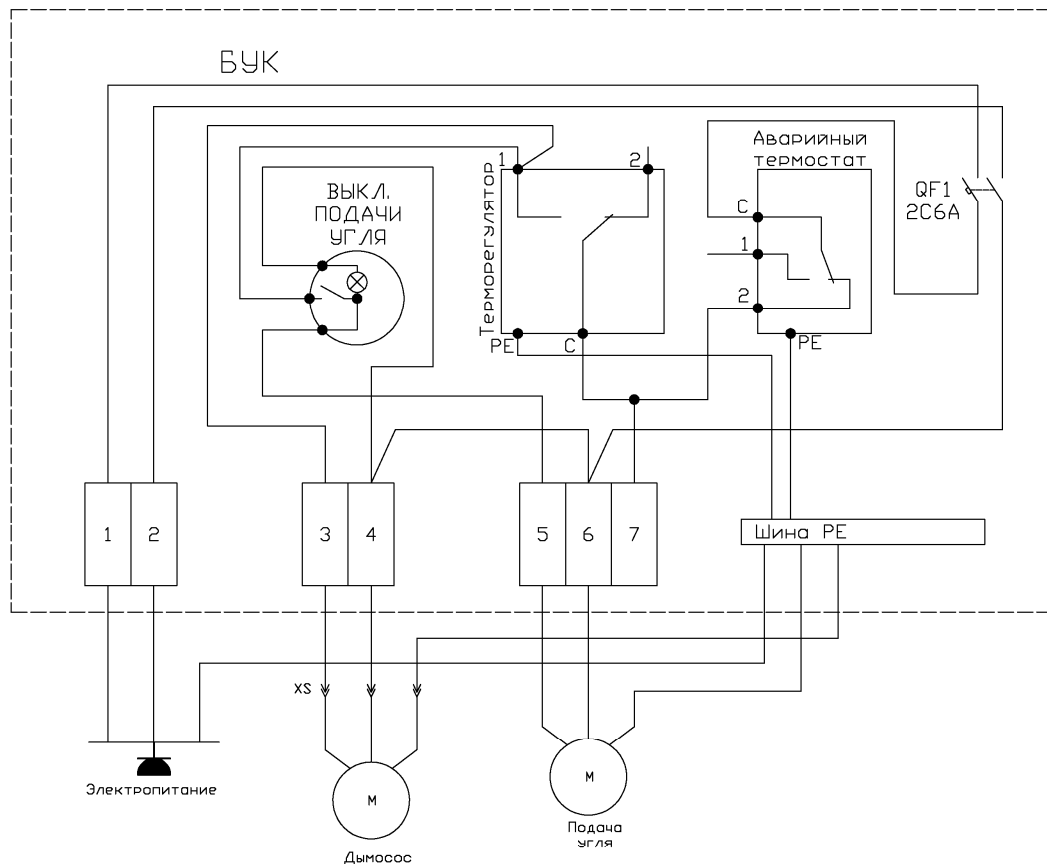 БУК
Аварийный
термостат
1
2
Терморегулятор
ВЫКЛ.
ПОДАЧИ
УГЛЯ
QF1
2С6А
С
1
2
PE
С
PE
1
2
3
4
5
6
7
Шина PE
XS
М
М
Электропитание
Подача
угля
Дымосос